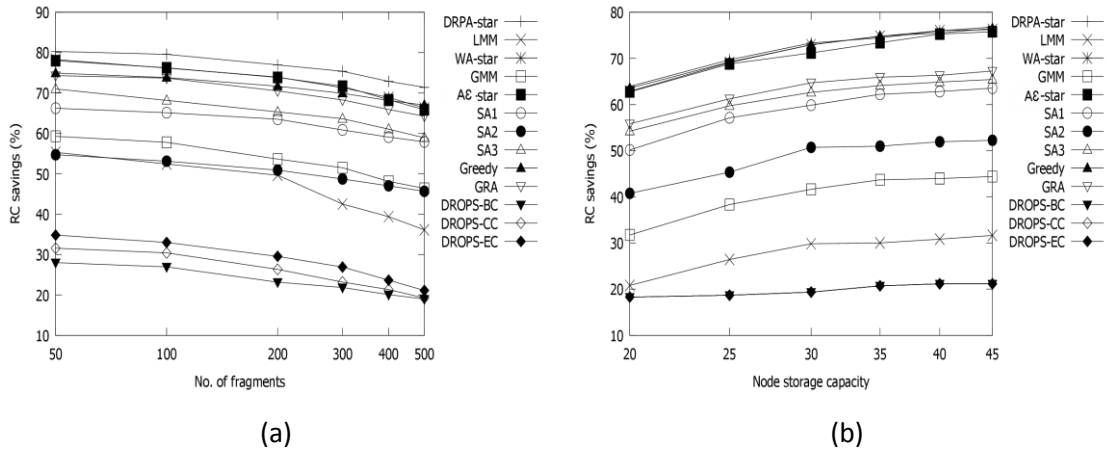 DRPA-star
LMM
WA-star
GMM
Aε-star
SA1
SA2
SA3
Greedy
GRA
DROPS-BC
DROPS-CC
DROPS-EC
90
80
70
60
50
40
30
20
10
RC savings (%)
50
100
200
300
400
500
No. of fragments
(a)
DRPA-star
LMM
WA-star
GMM
Aε-star
SA1
SA2
SA3
Greedy
GRA
DROPS-BC
DROPS-CC
DROPS-EC
80
70
60
50
40
30
20
10
RC savings (%)
20
25
30
35
40
45
Node storage capacity
(b)